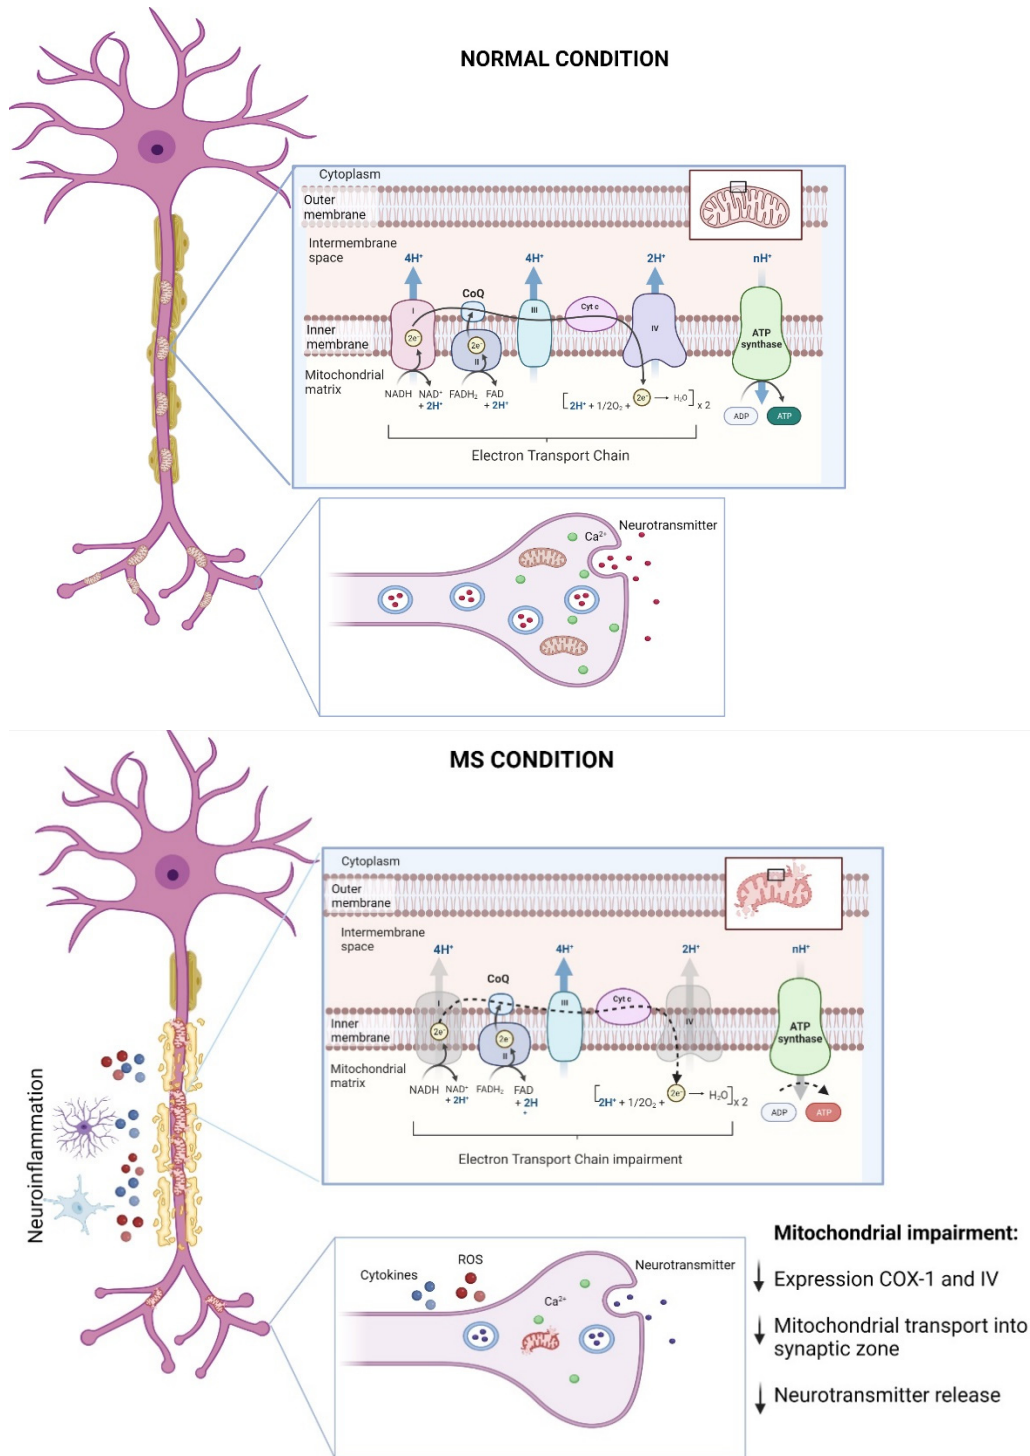 NORMAL CONDITION
Cytoplasm
Outer
membrane
Intermembrane
space
4H⁺
4H⁺
2H⁺
nH⁺
CoQ
I
III
Cyt c
IV
Inner
membrane
2e⁻
2e⁻
II
ATP
synthase
Mitochondrial
matrix
NADH
NAD⁺
+ 2H⁺
FADH₂
FAD
+ 2H⁺
[2H⁺ + 1/2O₂ + 2e⁻ → H₂O] x 2
ADP
ATP
Electron Transport Chain
Neurotransmitter
Ca²⁺
MS CONDITION
Cytoplasm
Outer
membrane
Intermembrane
space
4H⁺
4H⁺
2H⁺
nH⁺
CoQ
I
III
Cyt c
IV
Inner
membrane
2e⁻
2e⁻
II
ATP
synthase
Mitochondrial
matrix
NADH
NAD⁺
+ 2H⁺
FADH₂
FAD
+ 2H
+
[2H⁺ + 1/2O₂ + 2e⁻ → H₂O] x 2
ADP
ATP
Electron Transport Chain impairment
Neuroinflammation
Cytokines
ROS
Ca²⁺
Neurotransmitter
Mitochondrial impairment:
↓ Expression COX-1 and IV
↓ Mitochondrial transport into
synaptic zone
↓ Neurotransmitter release